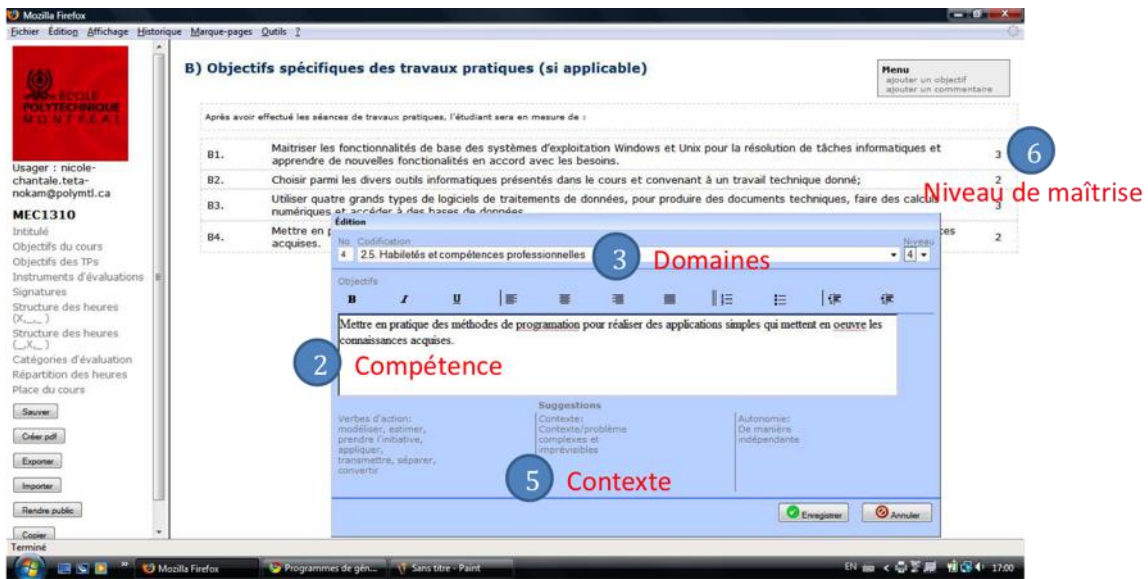 Mozilla Firefox
Fichier Édition Affichage Historique Marque-pages Outils ?
ÉCOLE
POLYTECHNIQUE
MONTRÉAL
Usager : nicole-
chantale.teta-
nokam@polymtl.ca
MEC1310
Intitulé
Objectifs du cours
Objectifs des TPs
Instruments d'évaluations
Signatures
Structure des heures
(X,_,_ )
Structure des heures
(_,X,_ )
Catégories d'évaluation
Répartition des heures
Place du cours
Sauver
Créer pdf
Exporter
Importer
Rendre public
Copier
B) Objectifs spécifiques des travaux pratiques (si applicable)
Menu
ajouter un objectif
ajouter un commentaire
Après avoir effectué les séances de travaux pratiques, l'étudiant sera en mesure de :
B1. Maitriser les fonctionnalités de base des systèmes d'exploitation Windows et Unix pour la résolution de tâches informatiques et
apprendre de nouvelles fonctionalités en accord avec les besoins. 3
6
B2. Choisir parmi les divers outils informatiques présentés dans le cours et convenant à un travail technique donné; 2
Niveau de maîtrise
B3. Utiliser quatre grands types de logiciels de traitements de données, pour produire des documents techniques, faire des calculs
numériques et accéder à des bases de données 3
B4. Mettre en p
acquises. 2
Édition
No Codification Niveau
4 2.5. Habiletés et compétences professionnelles 4
3 Domaines
Objectifs
B I U
Mettre en pratique des méthodes de programation pour réaliser des applications simples qui mettent en oeuvre les
connaissances acquises.
2 Compétence
Suggestions
Verbes d'action:
modéliser, estimer,
prendre l'initiative,
appliquer,
transmettre, séparer,
convertir
Contexte:
Contexte/problème
complexes et
imprévisibles
Autonomie:
De manière
indépendante
5 Contexte
Enregistrer Annuler
Terminé
Mozilla Firefox Programmes de gén... Sans titre - Paint EN 17:00